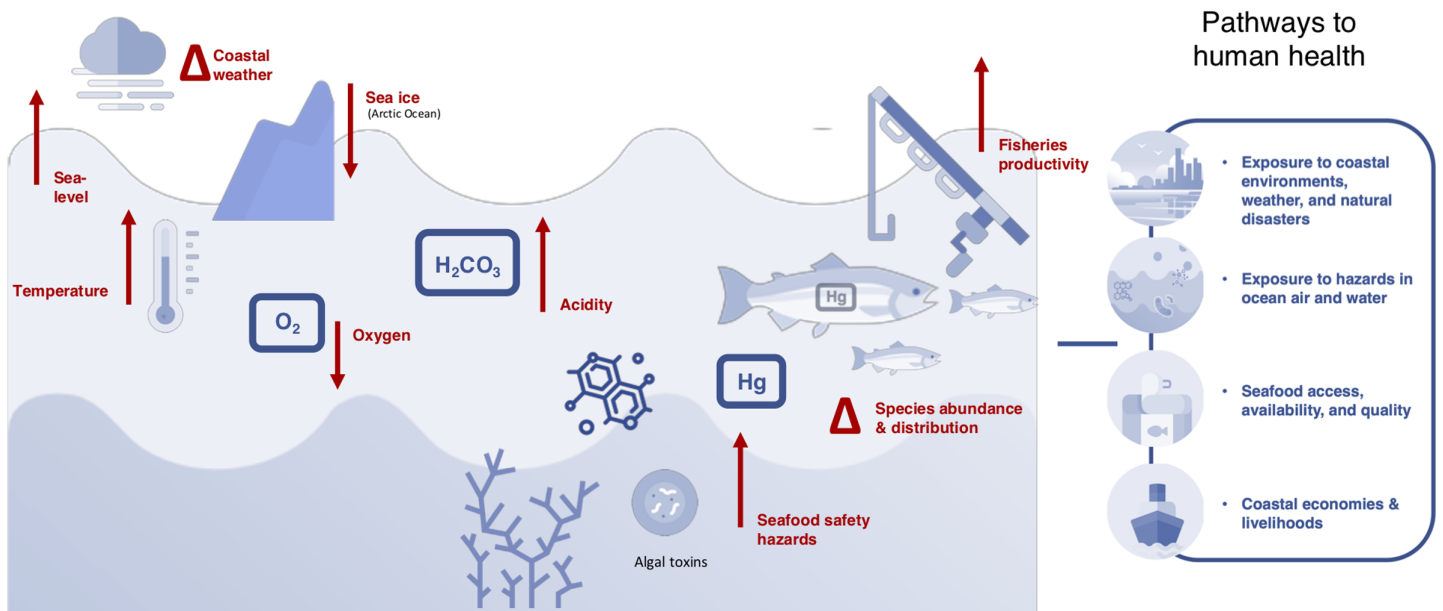 Pathways to
human health
Δ Coastal
weather
Sea ice
(Arctic Ocean)
Sea-
level
Fisheries
productivity
Temperature
H₂CO₃
Acidity
O₂
Oxygen
Hg
Hg
Δ Species abundance
& distribution
Seafood safety
hazards
Algal toxins
• Exposure to coastal
environments,
weather, and natural
disasters
• Exposure to hazards in
ocean air and water
• Seafood access,
availability, and quality
• Coastal economies &
livelihoods